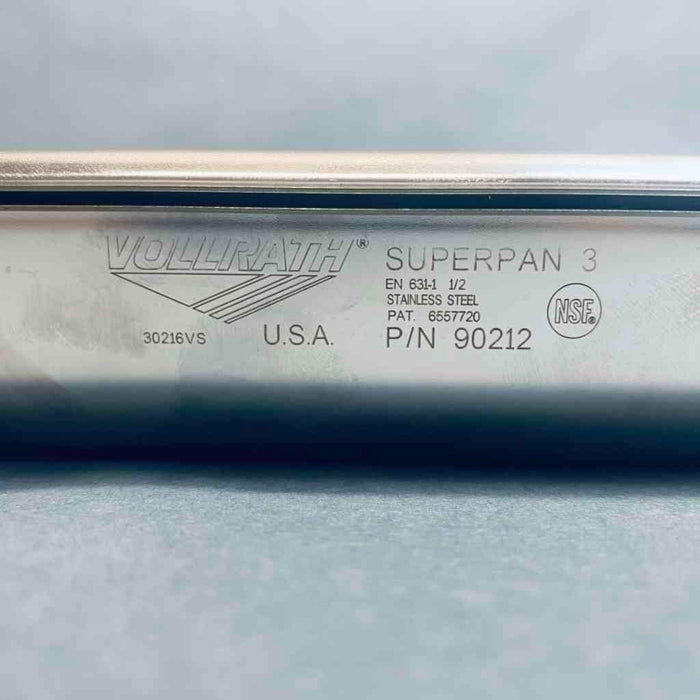 VOLLRATH®
30216VS
U.S.A.
SUPERPAN 3
EN 631-1 1/2
STAINLESS STEEL
PAT. 6557720
P/N 90212
NSF®